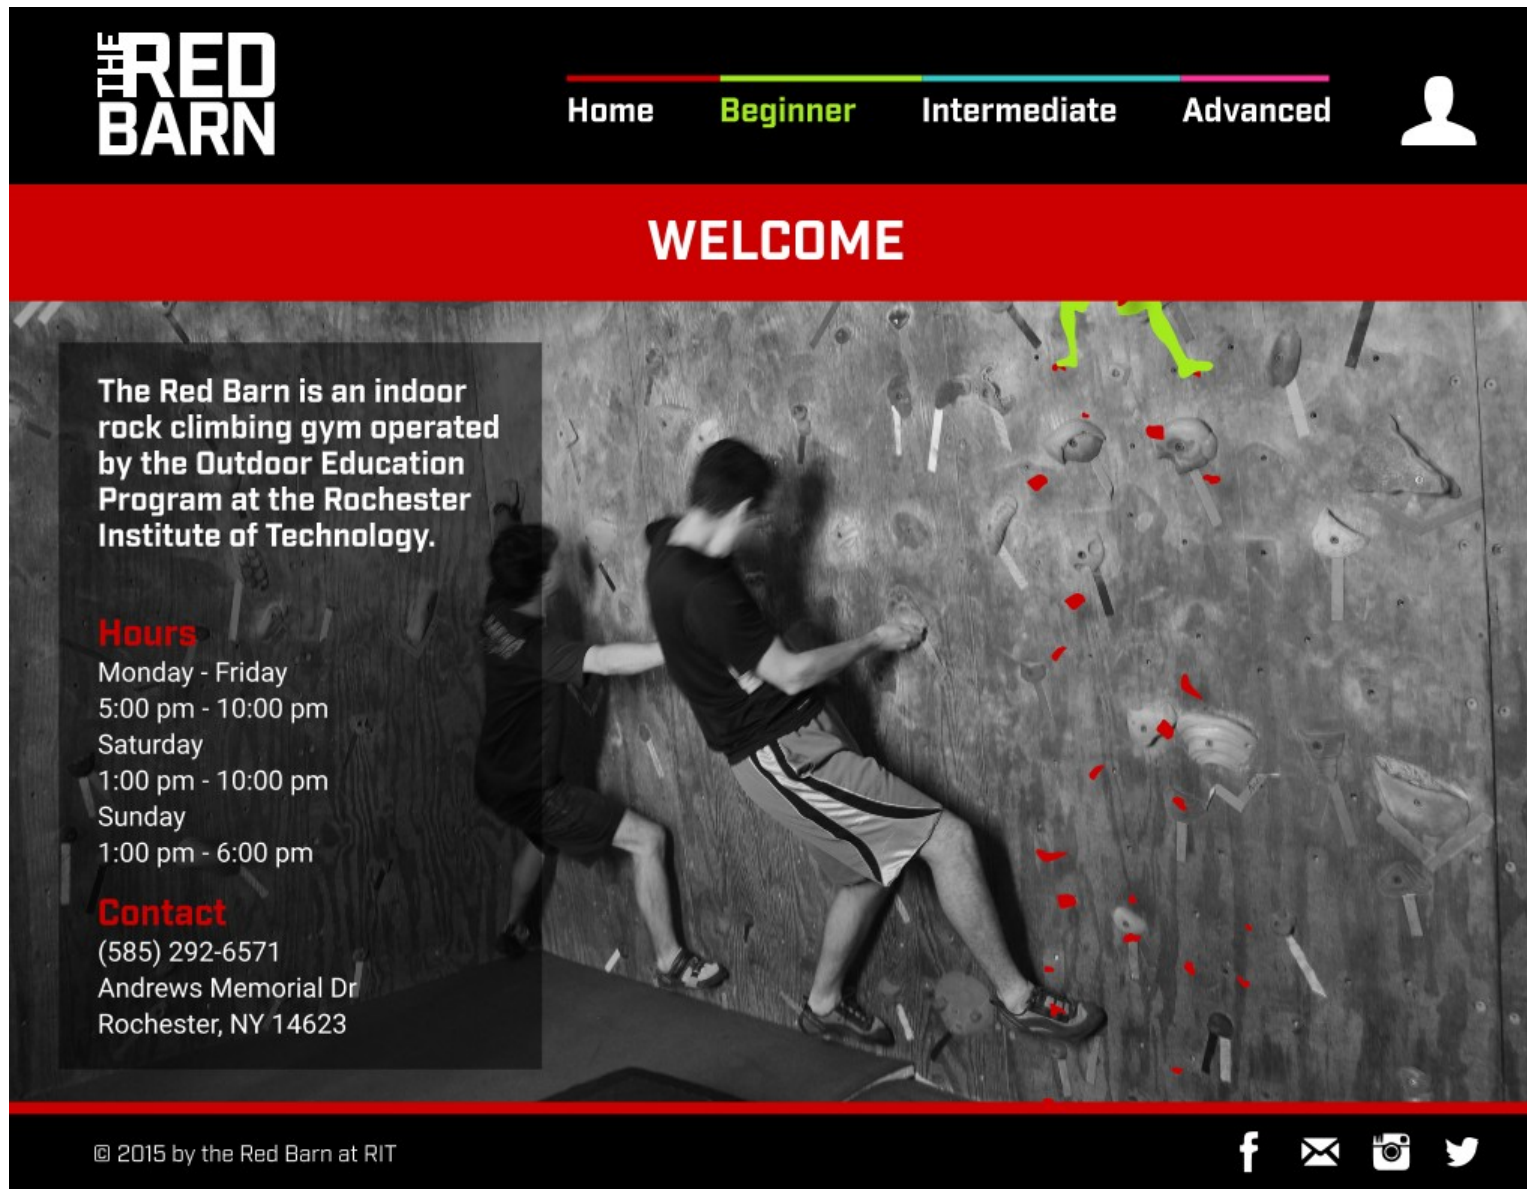 THE RED
BARN
Home Beginner Intermediate Advanced
WELCOME
The Red Barn is an indoor
rock climbing gym operated
by the Outdoor Education
Program at the Rochester
Institute of Technology.
Hours
Monday - Friday
5:00 pm - 10:00 pm
Saturday
1:00 pm - 10:00 pm
Sunday
1:00 pm - 6:00 pm
Contact
(585) 292-6571
Andrews Memorial Dr
Rochester, NY 14623
© 2015 by the Red Barn at RIT